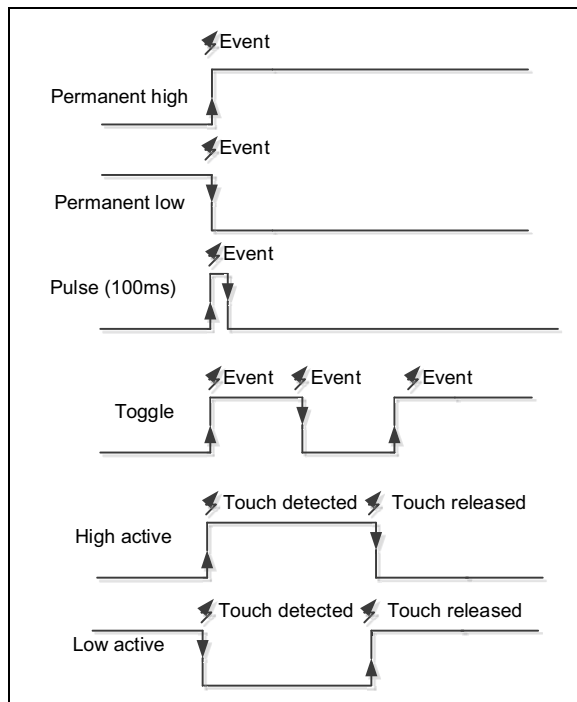 Event
Permanent high
Event
Permanent low
Event
Pulse (100ms)
Event Event Event
Toggle
Touch detected Touch released
High active
Touch detected Touch released
Low active